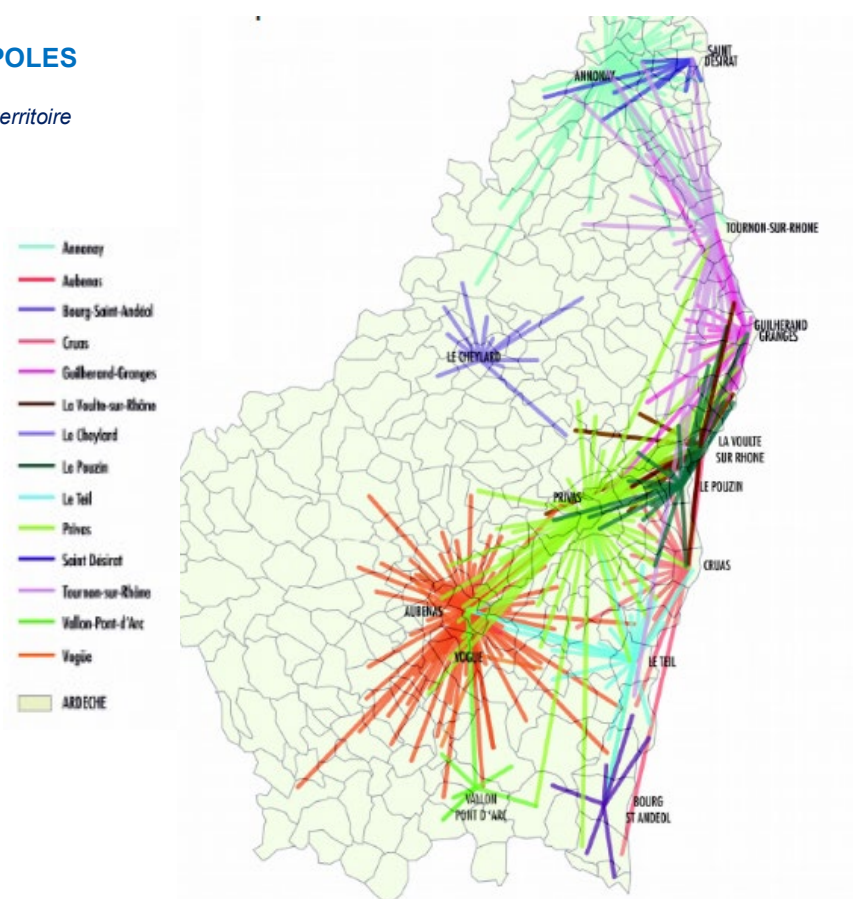 POLES
erritoire
Annonay
Aubenas
Bourg-Saint-Andéol
Cruas
Guilherand-Granges
La Voulte-sur-Rhône
Le Cheylard
Le Pouzin
Le Teil
Privas
Saint Désirat
Tournon-sur-Rhône
Vallon-Pont-d'Arc
Vogüe
ARDECHE
SAINT
DESIRAT
ANNONAY
TOURNON-SUR-RHONE
GUILHERAND
GRANGES
LE CHEYLARD
LA VOULTE
SUR RHONE
LE POUZIN
PRIVAS
CRUAS
AUBENAS
VOGUE
LE TEIL
VALLON
PONT D'ARC
BOURG
ST ANDEOL